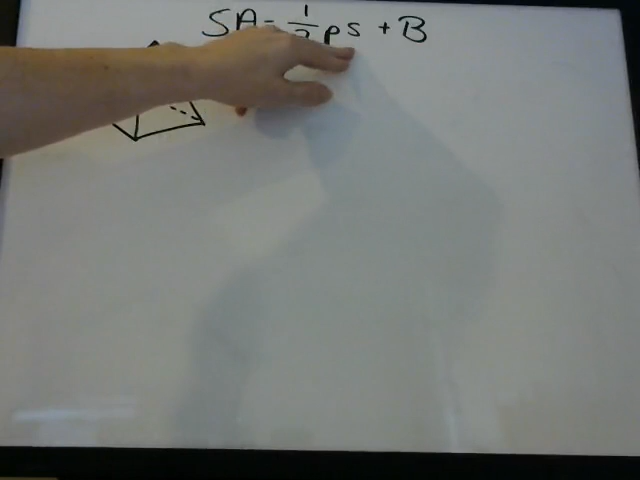 SA = 1/2 ps + B